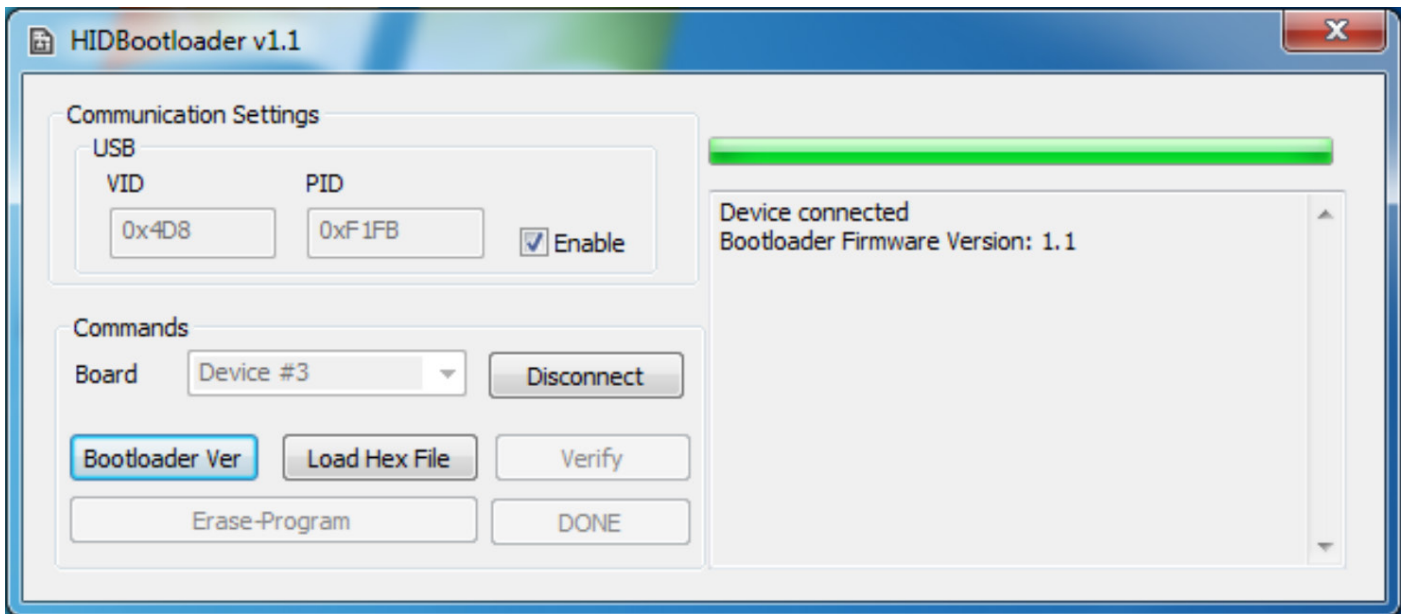 HIDBootloader v1.1
Communication Settings
USB
VID PID
0x4D8 0xF1FB Enable
Commands
Board Device #3 Disconnect
Bootloader Ver Load Hex File Verify
Erase-Program DONE
Device connected
Bootloader Firmware Version: 1.1